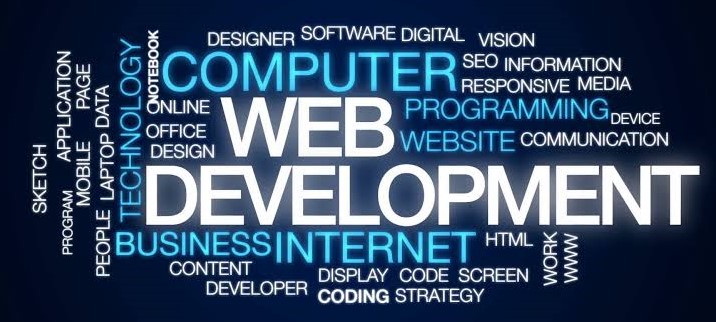 DESIGNER SOFTWARE DIGITAL VISION
COMPUTER
SEO INFORMATION
RESPONSIVE MEDIA
NOTEBOOK
TECHNOLOGY
ONLINE
WEB
PROGRAMMING
DEVICE
OFFICE
DESIGN
WEBSITE COMMUNICATION
DEVELOPMENT
SKETCH
APPLICATION
PROGRAM
MOBILE PAGE
PEOPLE LAPTOP DATA
BUSINESS INTERNET
HTML
WORK
WWW
CONTENT
DISPLAY CODE SCREEN
DEVELOPER
CODING STRATEGY